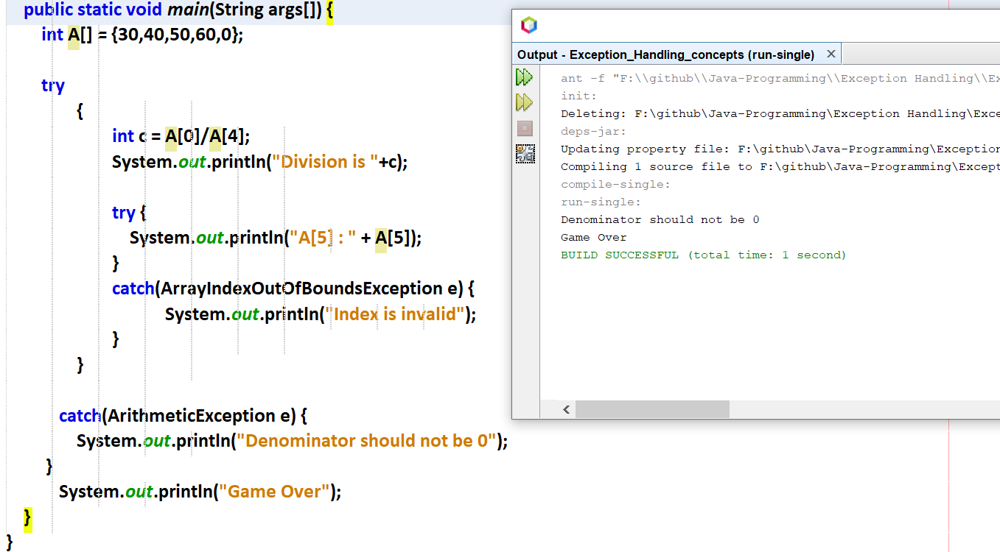 public static void main(String args[]) {
int A[] = {30,40,50,60,0};
try
{
int c = A[0]/A[4];
System.out.println("Division is "+c);
try {
System.out.println("A[5] : " + A[5]);
}
catch(ArrayIndexOutOfBoundsException e) {
System.out.println("Index is invalid");
}
}
catch(ArithmeticException e) {
System.out.println("Denominator should not be 0");
}
System.out.println("Game Over");
}
}
Output - Exception_Handling_concepts (run-single) ×
ant -f "F:\\github\\Java-Programming\\Exception Handling\\Ex
init:
Deleting: F:\github\Java-Programming\Exception Handling\Exce
deps-jar:
Updating property file: F:\github\Java-Programming\Exception
Compiling 1 source file to F:\github\Java-Programming\Except
compile-single:
run-single:
Denominator should not be 0
Game Over
BUILD SUCCESSFUL (total time: 1 second)